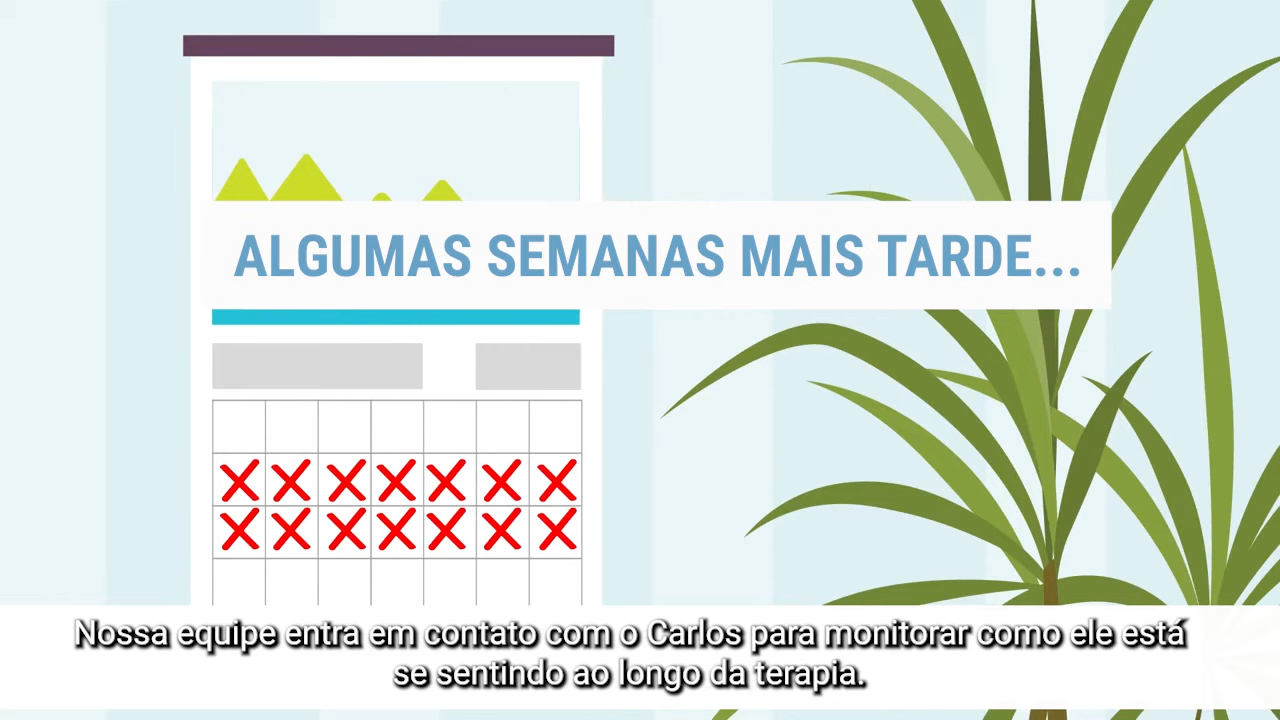 ALGUMAS SEMANAS MAIS TARDE...
Nossa equipe entra em contato com o Carlos para monitorar como ele está
se sentindo ao longo da terapia.